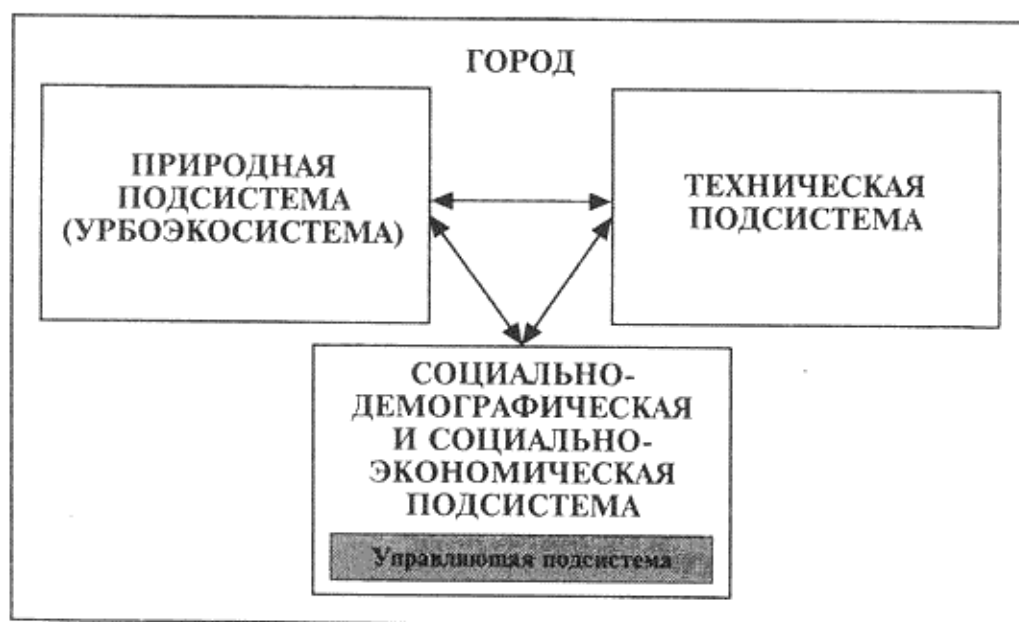 ГОРОД
ПРИРОДНАЯ
ПОДСИСТЕМА
(УРБОЭКОСИСТЕМА)
ТЕХНИЧЕСКАЯ
ПОДСИСТЕМА
СОЦИАЛЬНО-
ДЕМОГРАФИЧЕСКАЯ
И СОЦИАЛЬНО-
ЭКОНОМИЧЕСКАЯ
ПОДСИСТЕМА
Управляющая подсистема